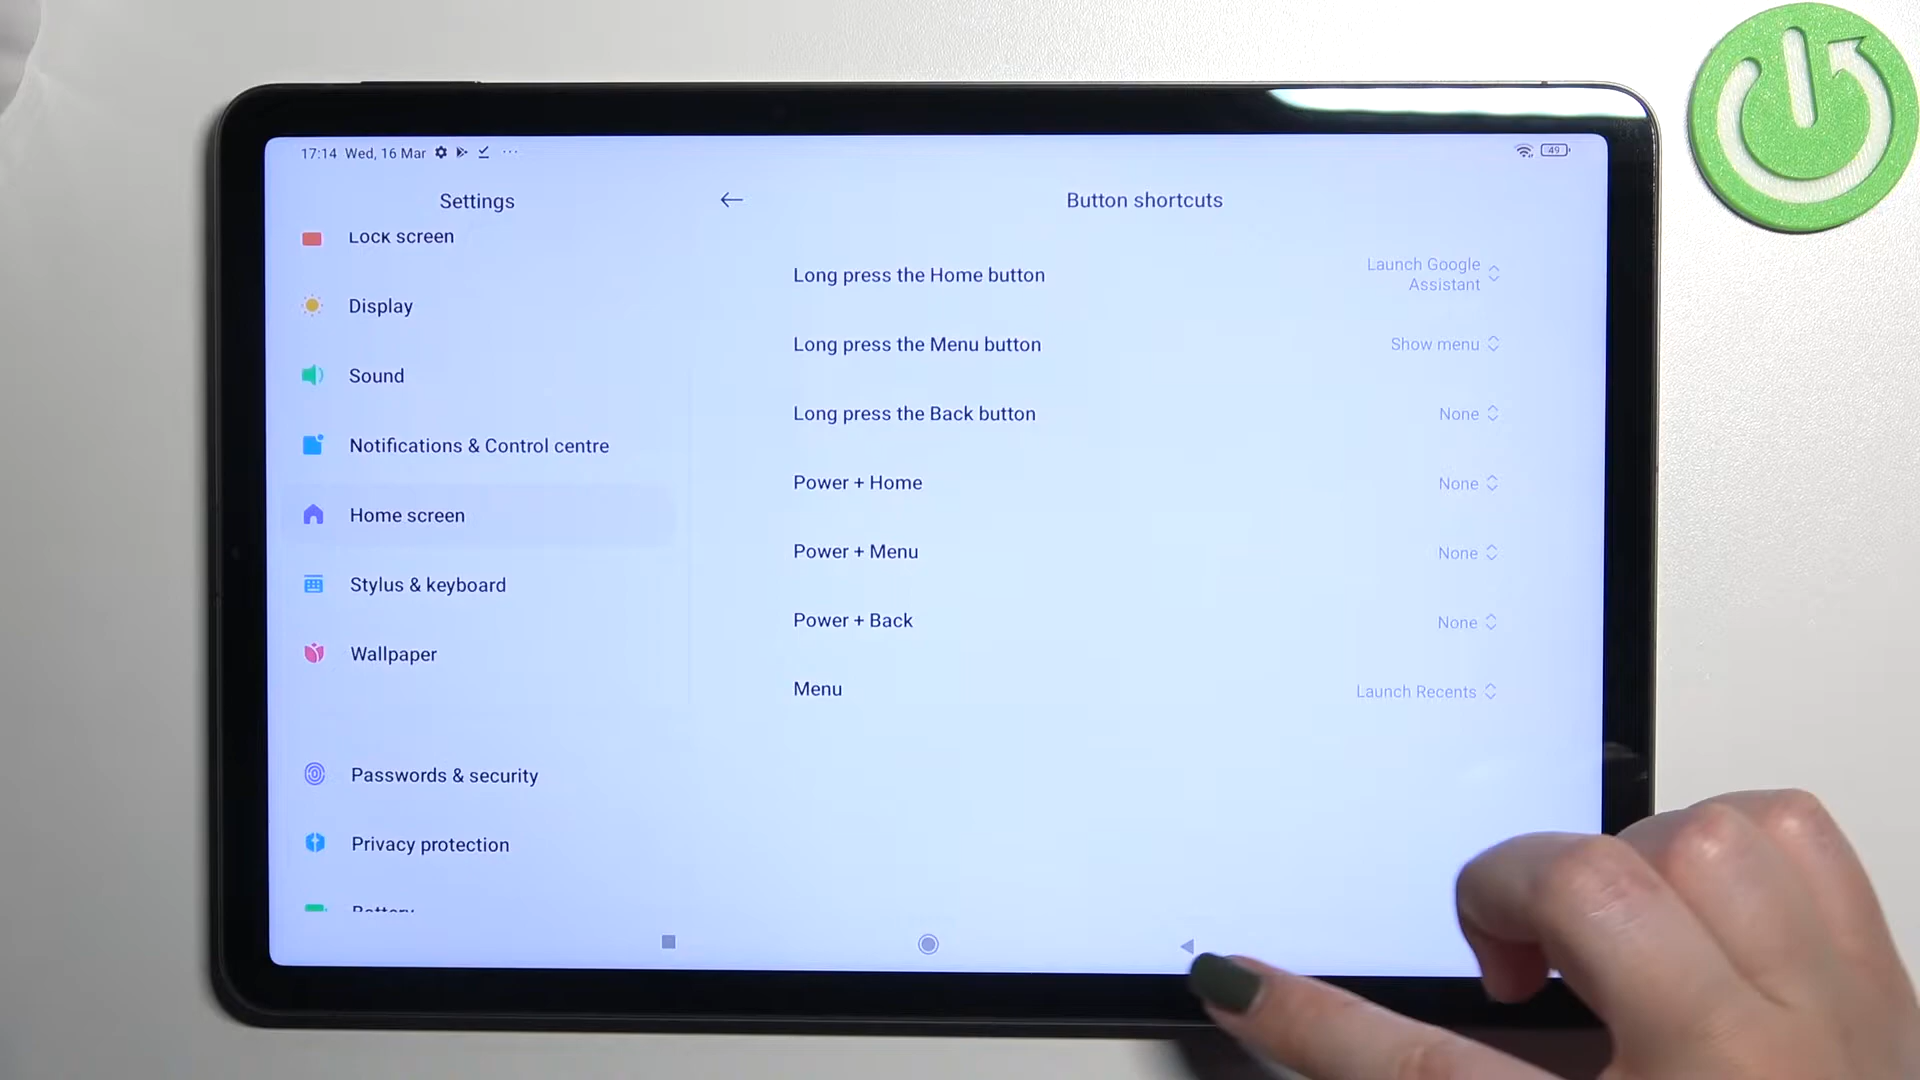 17:14 Wed, 16 Mar
49
Settings
Button shortcuts
Lock screen
Display
Sound
Notifications & Control centre
Home screen
Stylus & keyboard
Wallpaper
Passwords & security
Privacy protection
Battery
Long press the Home button
Launch Google
Assistant
Long press the Menu button
Show menu
Long press the Back button
None
Power + Home
None
Power + Menu
None
Power + Back
None
Menu
Launch Recents